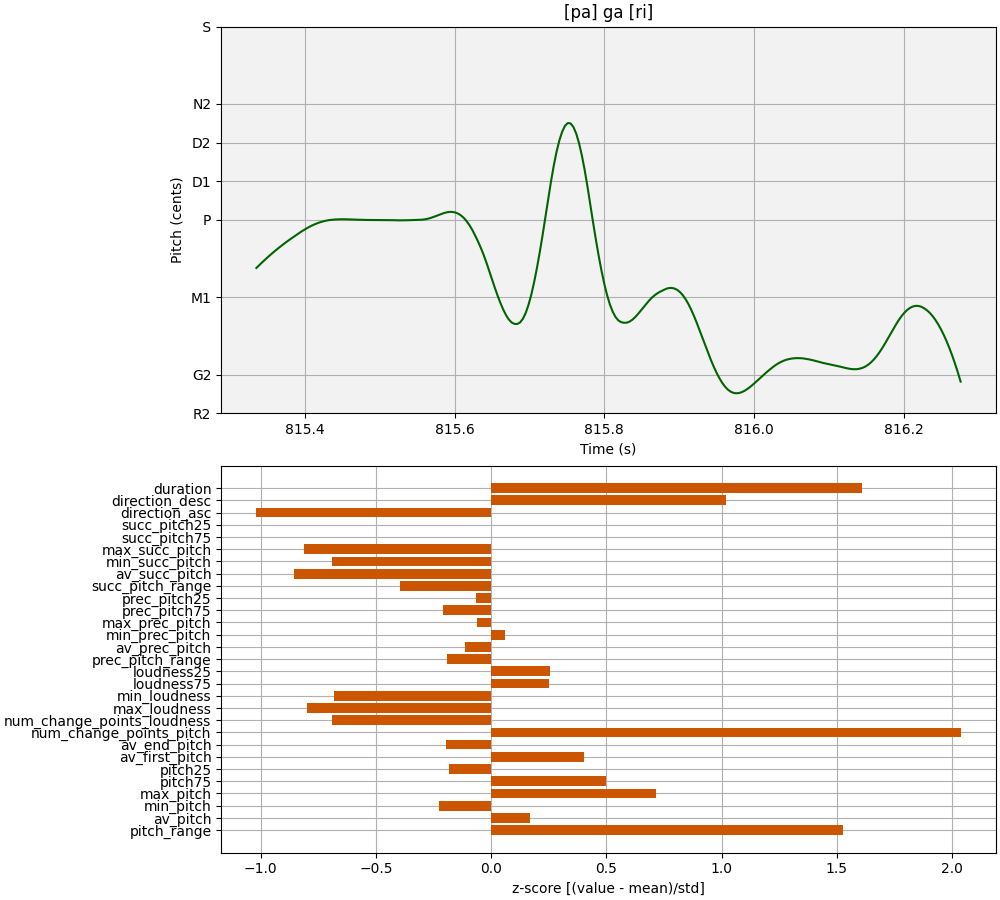 [pa] ga [ri]
S
N2
D2
D1
P
M1
G2
R2
Pitch (cents)
815.4 815.6 815.8 816.0 816.2
Time (s)
duration
direction_desc
direction_asc
succ_pitch25
succ_pitch75
max_succ_pitch
min_succ_pitch
av_succ_pitch
succ_pitch_range
prec_pitch25
prec_pitch75
max_prec_pitch
min_prec_pitch
av_prec_pitch
prec_pitch_range
loudness25
loudness75
min_loudness
max_loudness
num_change_points_loudness
num_change_points_pitch
av_end_pitch
av_first_pitch
pitch25
pitch75
max_pitch
min_pitch
av_pitch
pitch_range
−1.0 −0.5 0.0 0.5 1.0 1.5 2.0
z-score [(value - mean)/std]